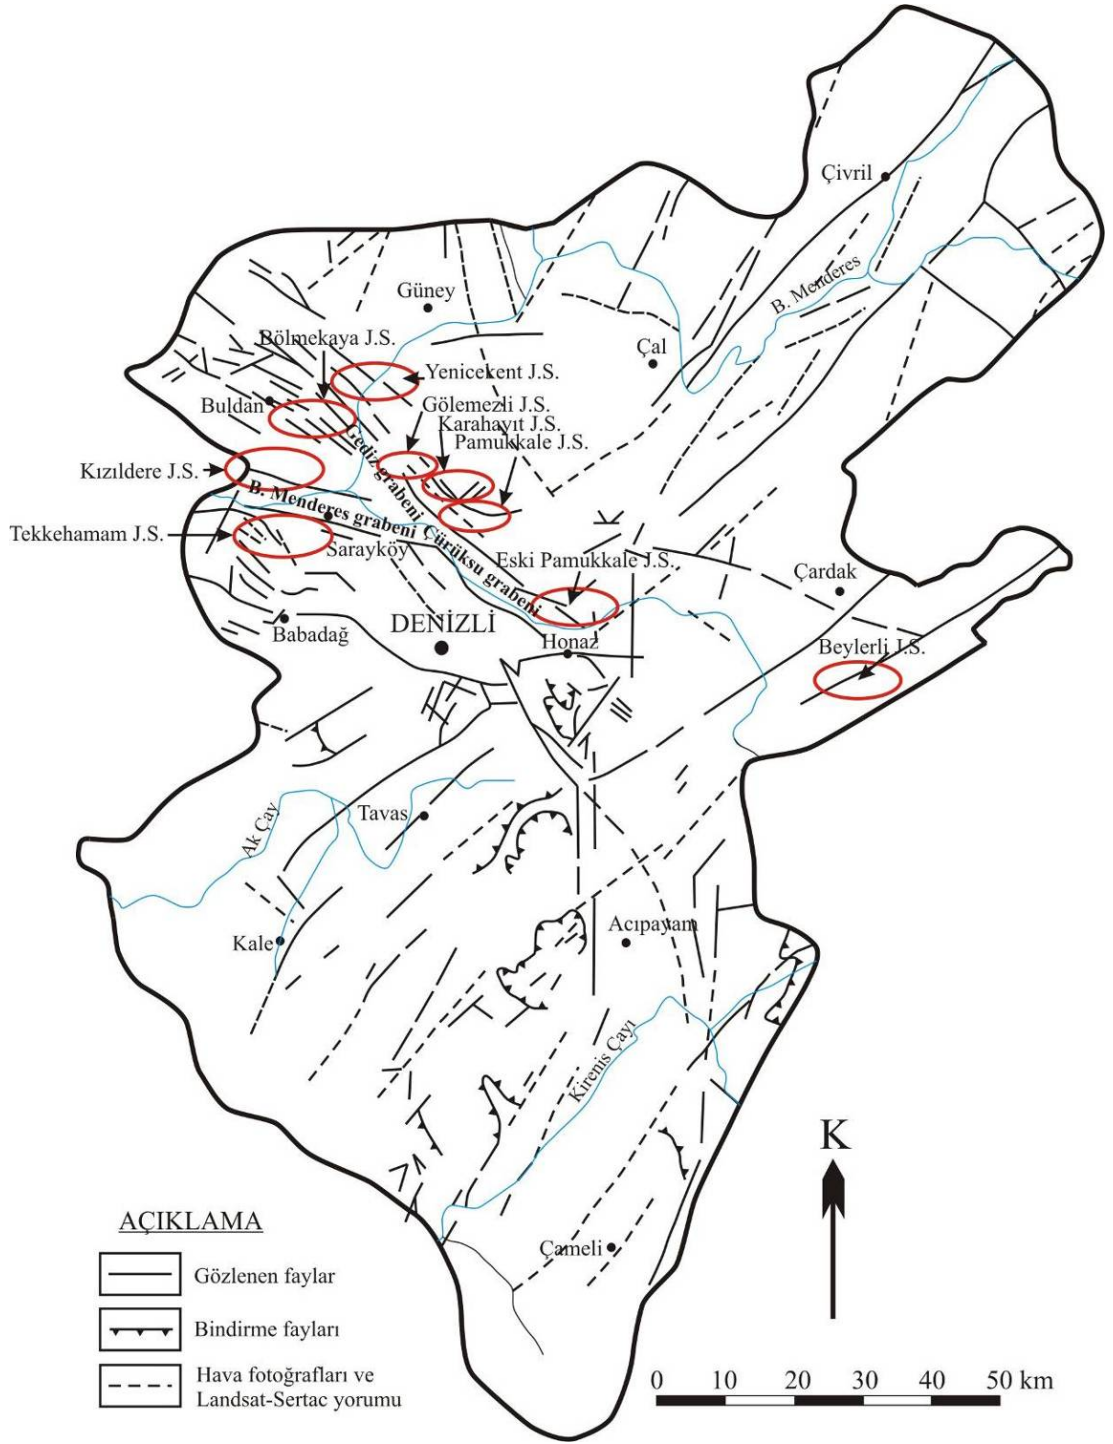 Çivril
B. Menderes
Güney
Bölmekaya J.S.
Çal
Yenicekent J.S.
Buldan
Gölemezli J.S.
Karahayıt J.S.
Pamukkale J.S.
Gediz grabeni
Kızıldere J.S.
B. Menderes grabeni
Çürüksu grabeni
Tekkehamam J.S.
Sarayköy
Eski Pamukkale J.S.
Çardak
Babadağ
DENİZLİ
Honaz
Beylerli J.S.
Ak Çay
Tavas
Kale
Acıpayam
Kirenis Çayı
K
Çameli
AÇIKLAMA
Gözlenen faylar
Bindirme fayları
Hava fotoğrafları ve
Landsat-Sertac yorumu
0 10 20 30 40 50 km